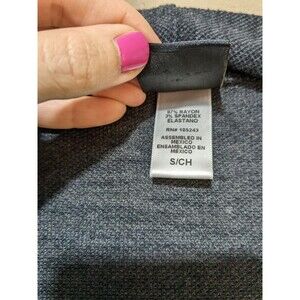 97% RAYON
3% SPANDEX
ELASTANO
RN# 105243
ASSEMBLED IN
MEXICO
ENSAMBLADO EN
MEXICO
S/CH